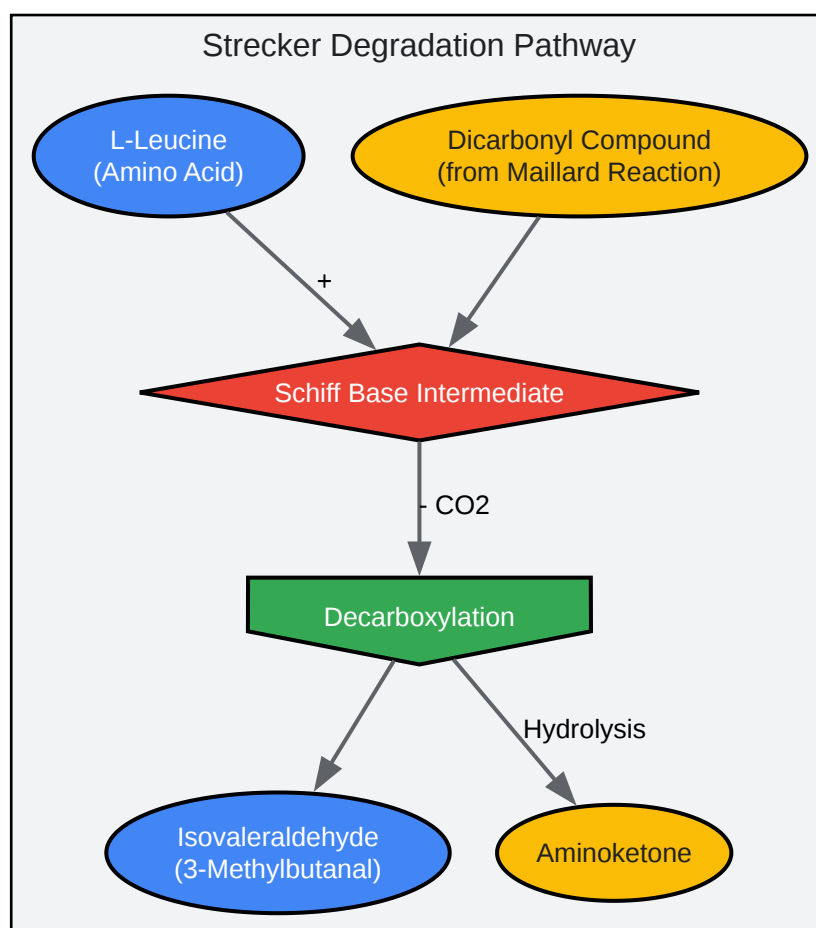 Strecker Degradation Pathway
L-Leucine
(Amino Acid)
Dicarbonyl Compound
(from Maillard Reaction)
+
Schiff Base Intermediate
- CO2
Decarboxylation
Hydrolysis
Isovaleraldehyde
(3-Methylbutanal)
Aminoketone